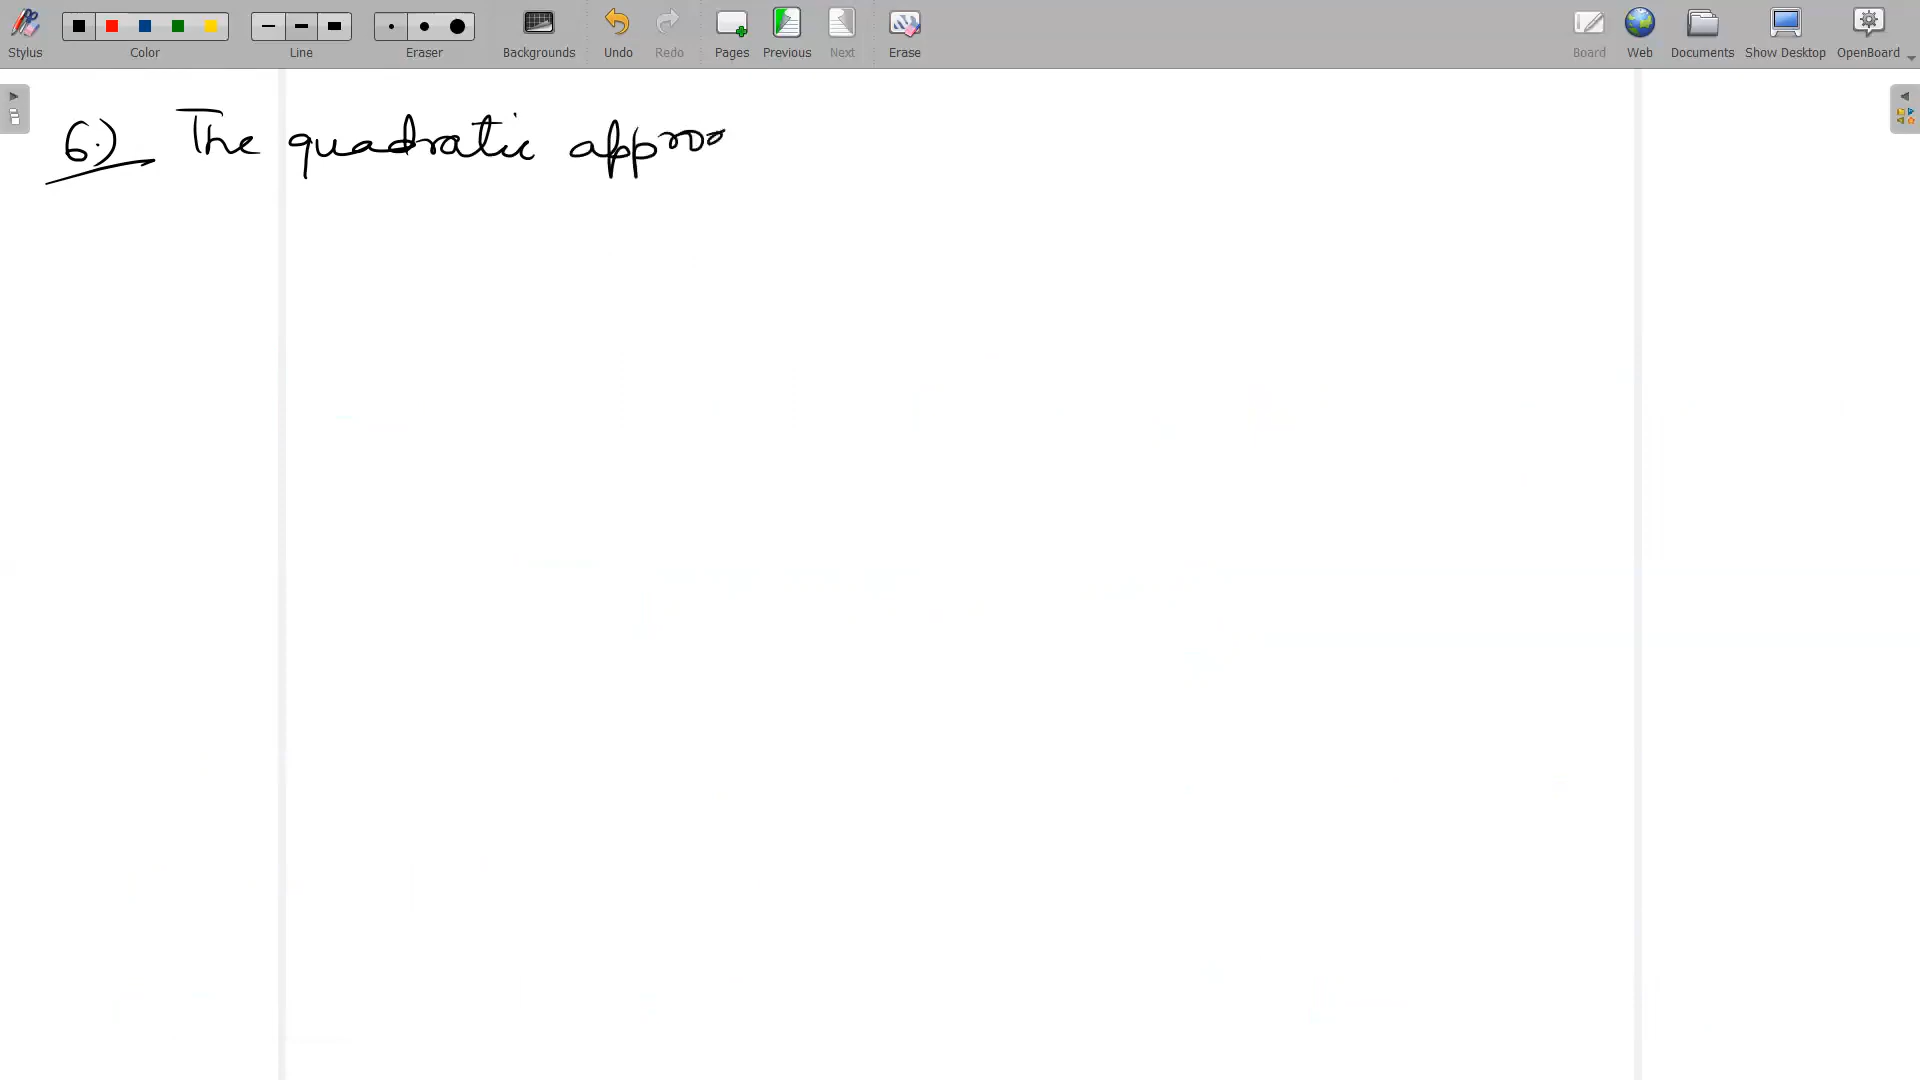 Stylus Color Line Eraser Backgrounds Undo Redo Pages Previous Next Erase Board Web Documents Show Desktop OpenBoard
6.) The quadratic appro